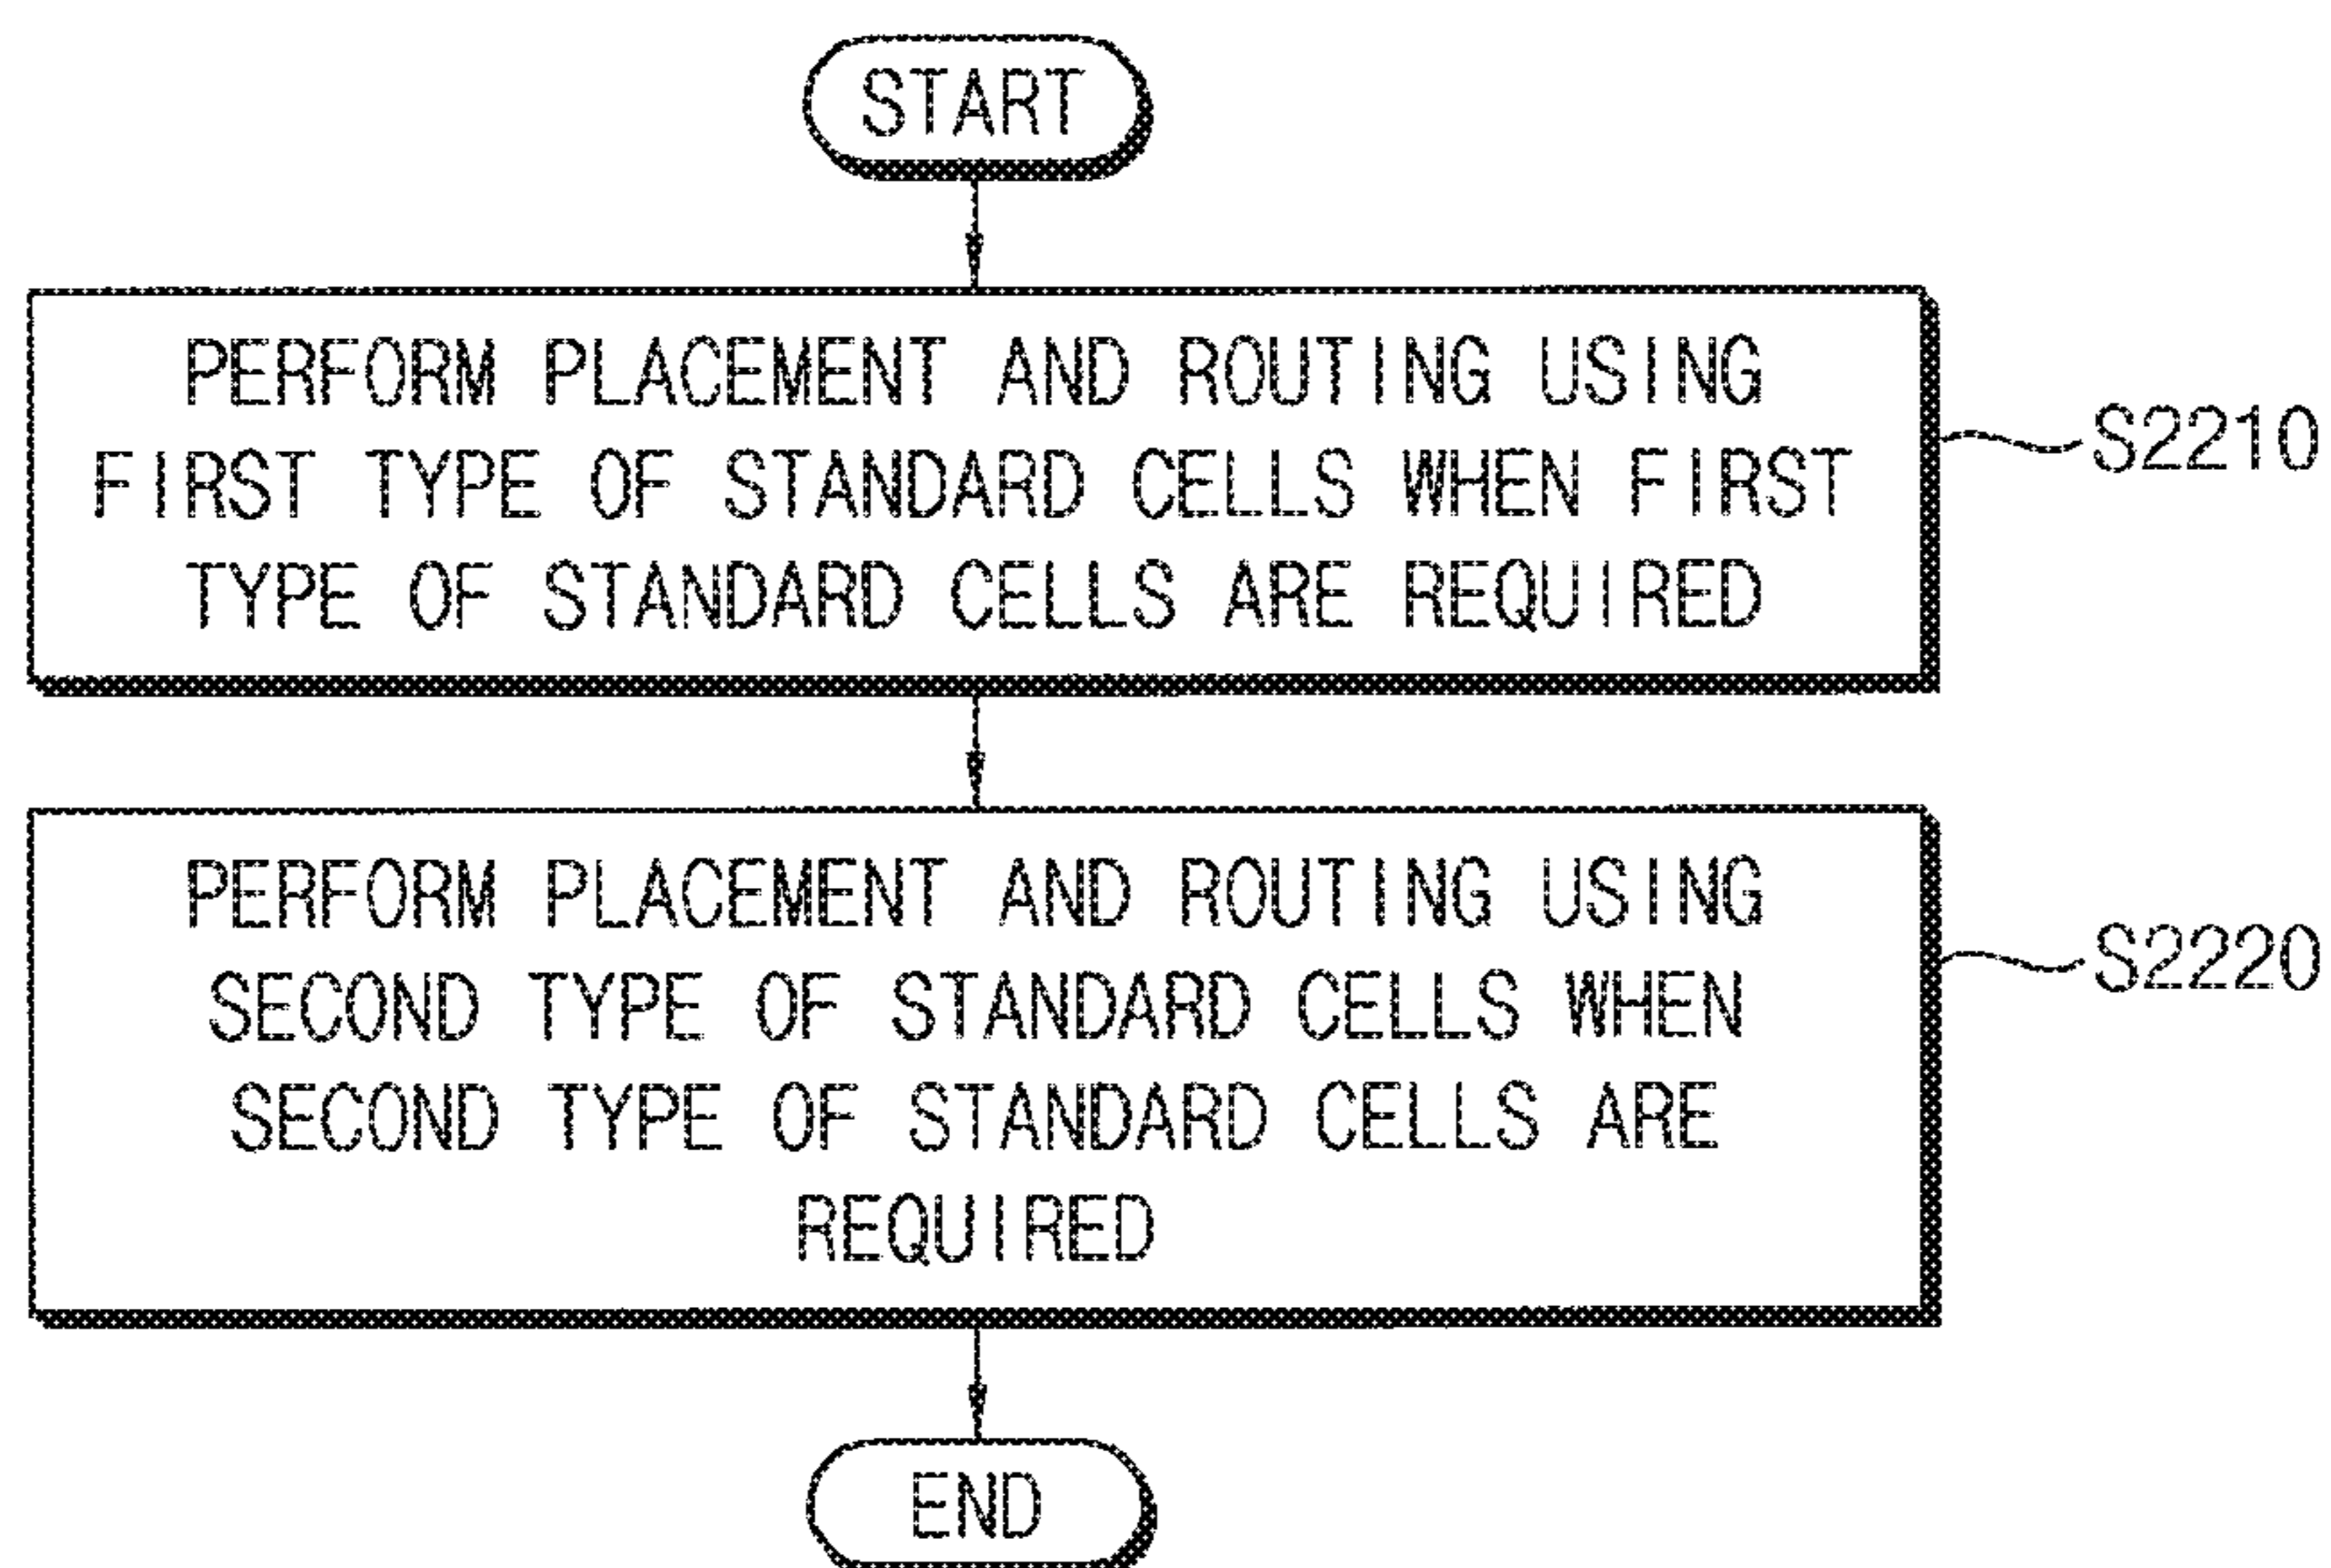 START
PERFORM PLACEMENT AND ROUTING USING
FIRST TYPE OF STANDARD CELLS WHEN FIRST
TYPE OF STANDARD CELLS ARE REQUIRED
S2210
PERFORM PLACEMENT AND ROUTING USING
SECOND TYPE OF STANDARD CELLS WHEN
SECOND TYPE OF STANDARD CELLS ARE
REQUIRED
S2220
END